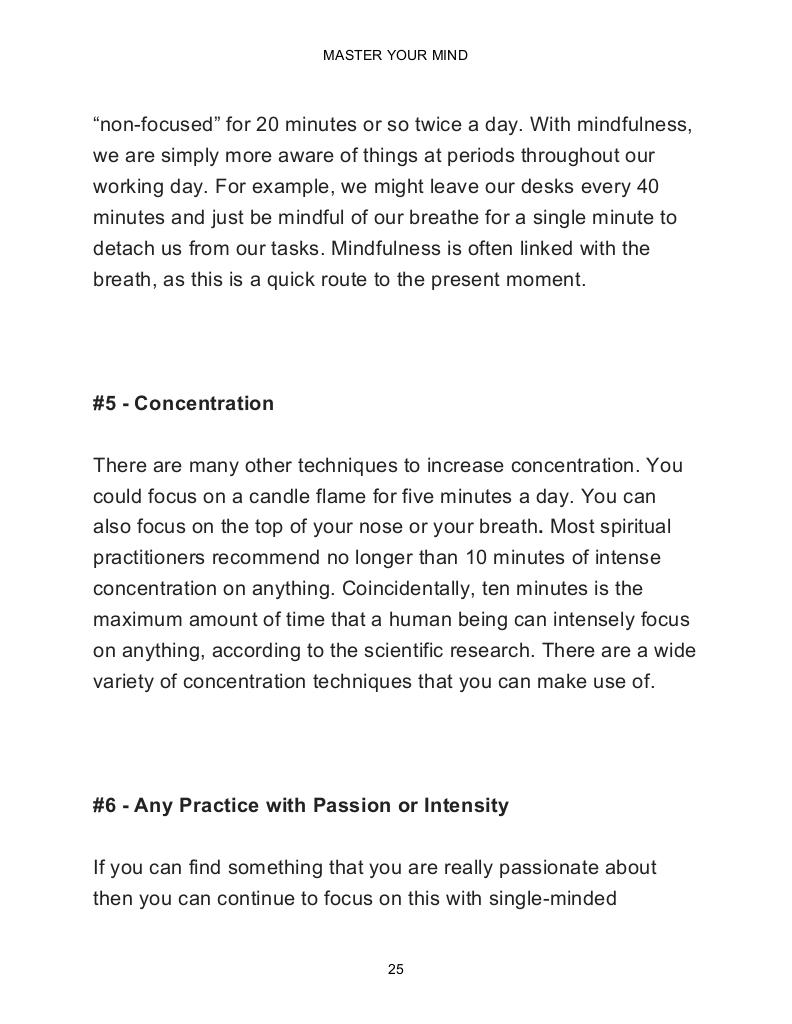 MASTER YOUR MIND
“non-focused” for 20 minutes or so twice a day. With mindfulness,
we are simply more aware of things at periods throughout our
working day. For example, we might leave our desks every 40
minutes and just be mindful of our breathe for a single minute to
detach us from our tasks. Mindfulness is often linked with the
breath, as this is a quick route to the present moment.
#5 - Concentration
There are many other techniques to increase concentration. You
could focus on a candle flame for five minutes a day. You can
also focus on the top of your nose or your breath. Most spiritual
practitioners recommend no longer than 10 minutes of intense
concentration on anything. Coincidentally, ten minutes is the
maximum amount of time that a human being can intensely focus
on anything, according to the scientific research. There are a wide
variety of concentration techniques that you can make use of.
#6 - Any Practice with Passion or Intensity
If you can find something that you are really passionate about
then you can continue to focus on this with single-minded
25